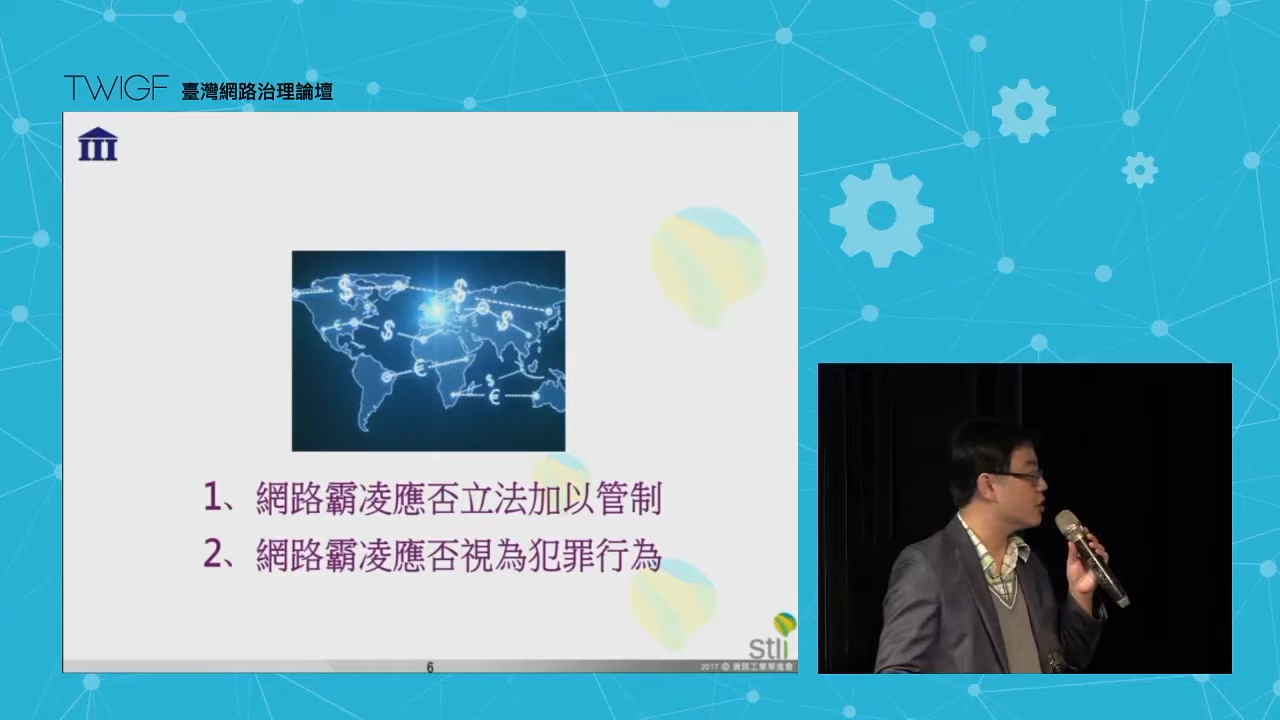 TWIGF 臺灣網路治理論壇
1、網路霸凌應否立法加以管制
2、網路霸凌應否視為犯罪行為
stli
6
2017 © 資訊工業策進會